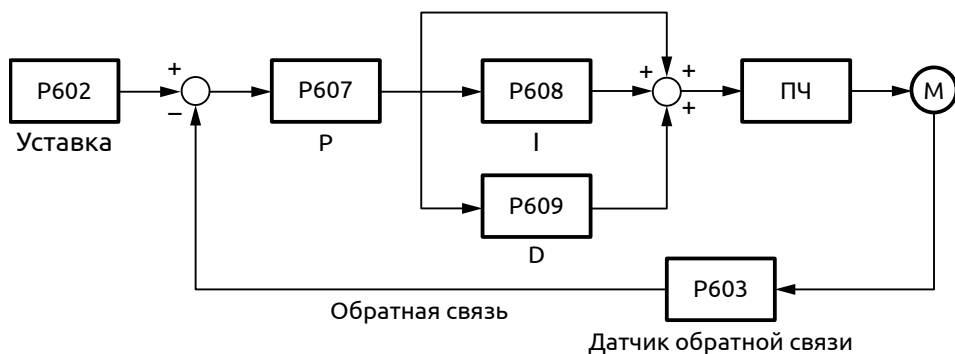 +
P602
P607
+
P608
+
+
ПЧ
М
–
Уставка
P
I
P609
D
P603
Обратная связь
Датчик обратной связи